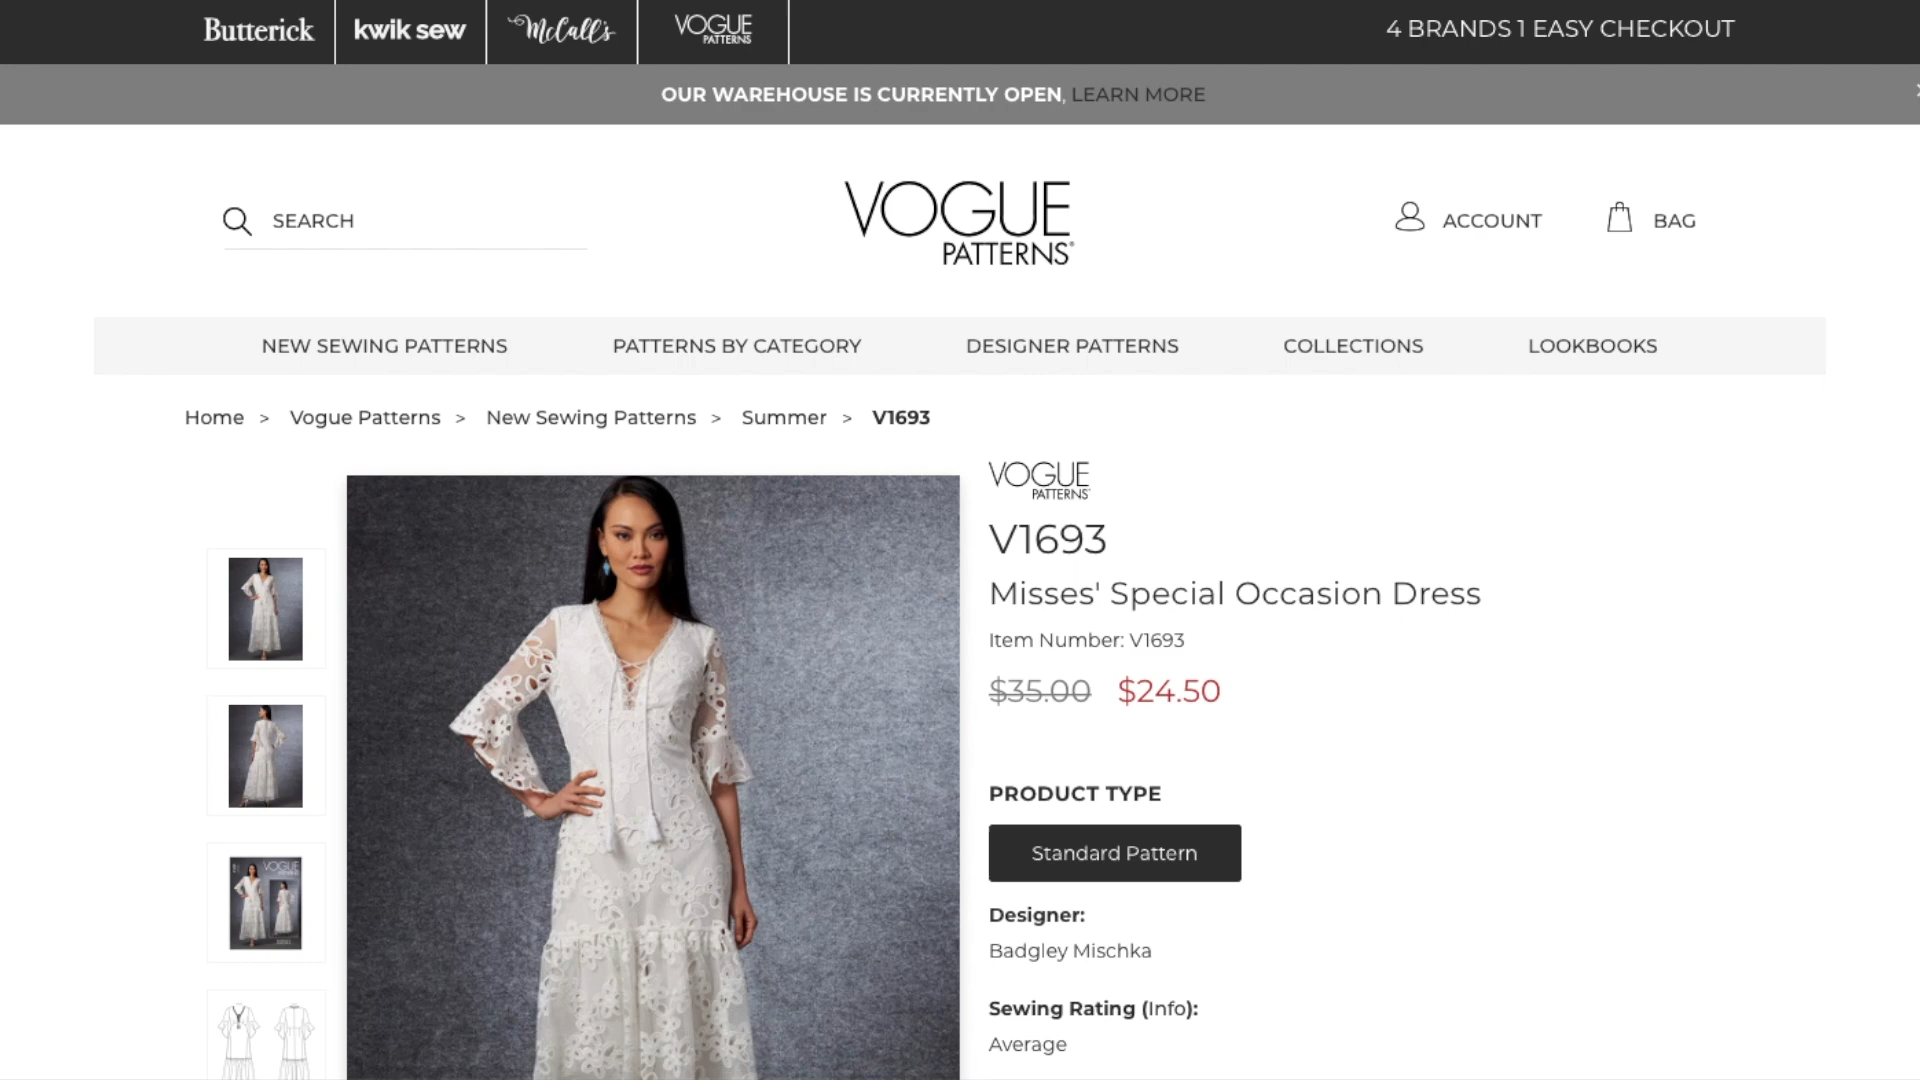 Butterick
kwik sew
McCall's
VOGUE
PATTERNS
4 BRANDS 1 EASY CHECKOUT
OUR WAREHOUSE IS CURRENTLY OPEN, LEARN MORE
SEARCH
VOGUE
PATTERNS
ACCOUNT
BAG
NEW SEWING PATTERNS
PATTERNS BY CATEGORY
DESIGNER PATTERNS
COLLECTIONS
LOOKBOOKS
Home > Vogue Patterns > New Sewing Patterns > Summer > V1693
VOGUE
PATTERNS
V1693
Misses' Special Occasion Dress
Item Number: V1693
$35.00 $24.50
PRODUCT TYPE
Standard Pattern
Designer:
Badgley Mischka
Sewing Rating (Info):
Average
VOGUE